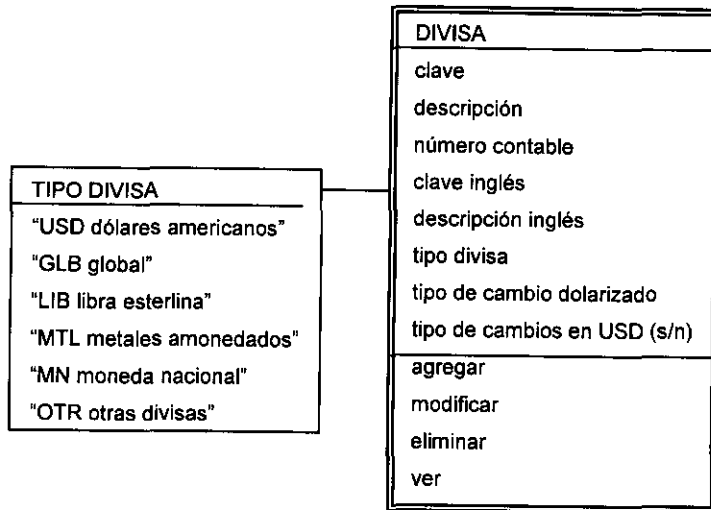 TIPO DIVISA
"USD dólares americanos"
"GLB global"
"LIB libra esterlina"
"MTL metales amonedados"
"MN moneda nacional"
"OTR otras divisas"
DIVISA
clave
descripción
número contable
clave inglés
descripción inglés
tipo divisa
tipo de cambio dolarizado
tipo de cambios en USD (s/n)
agregar
modificar
eliminar
ver